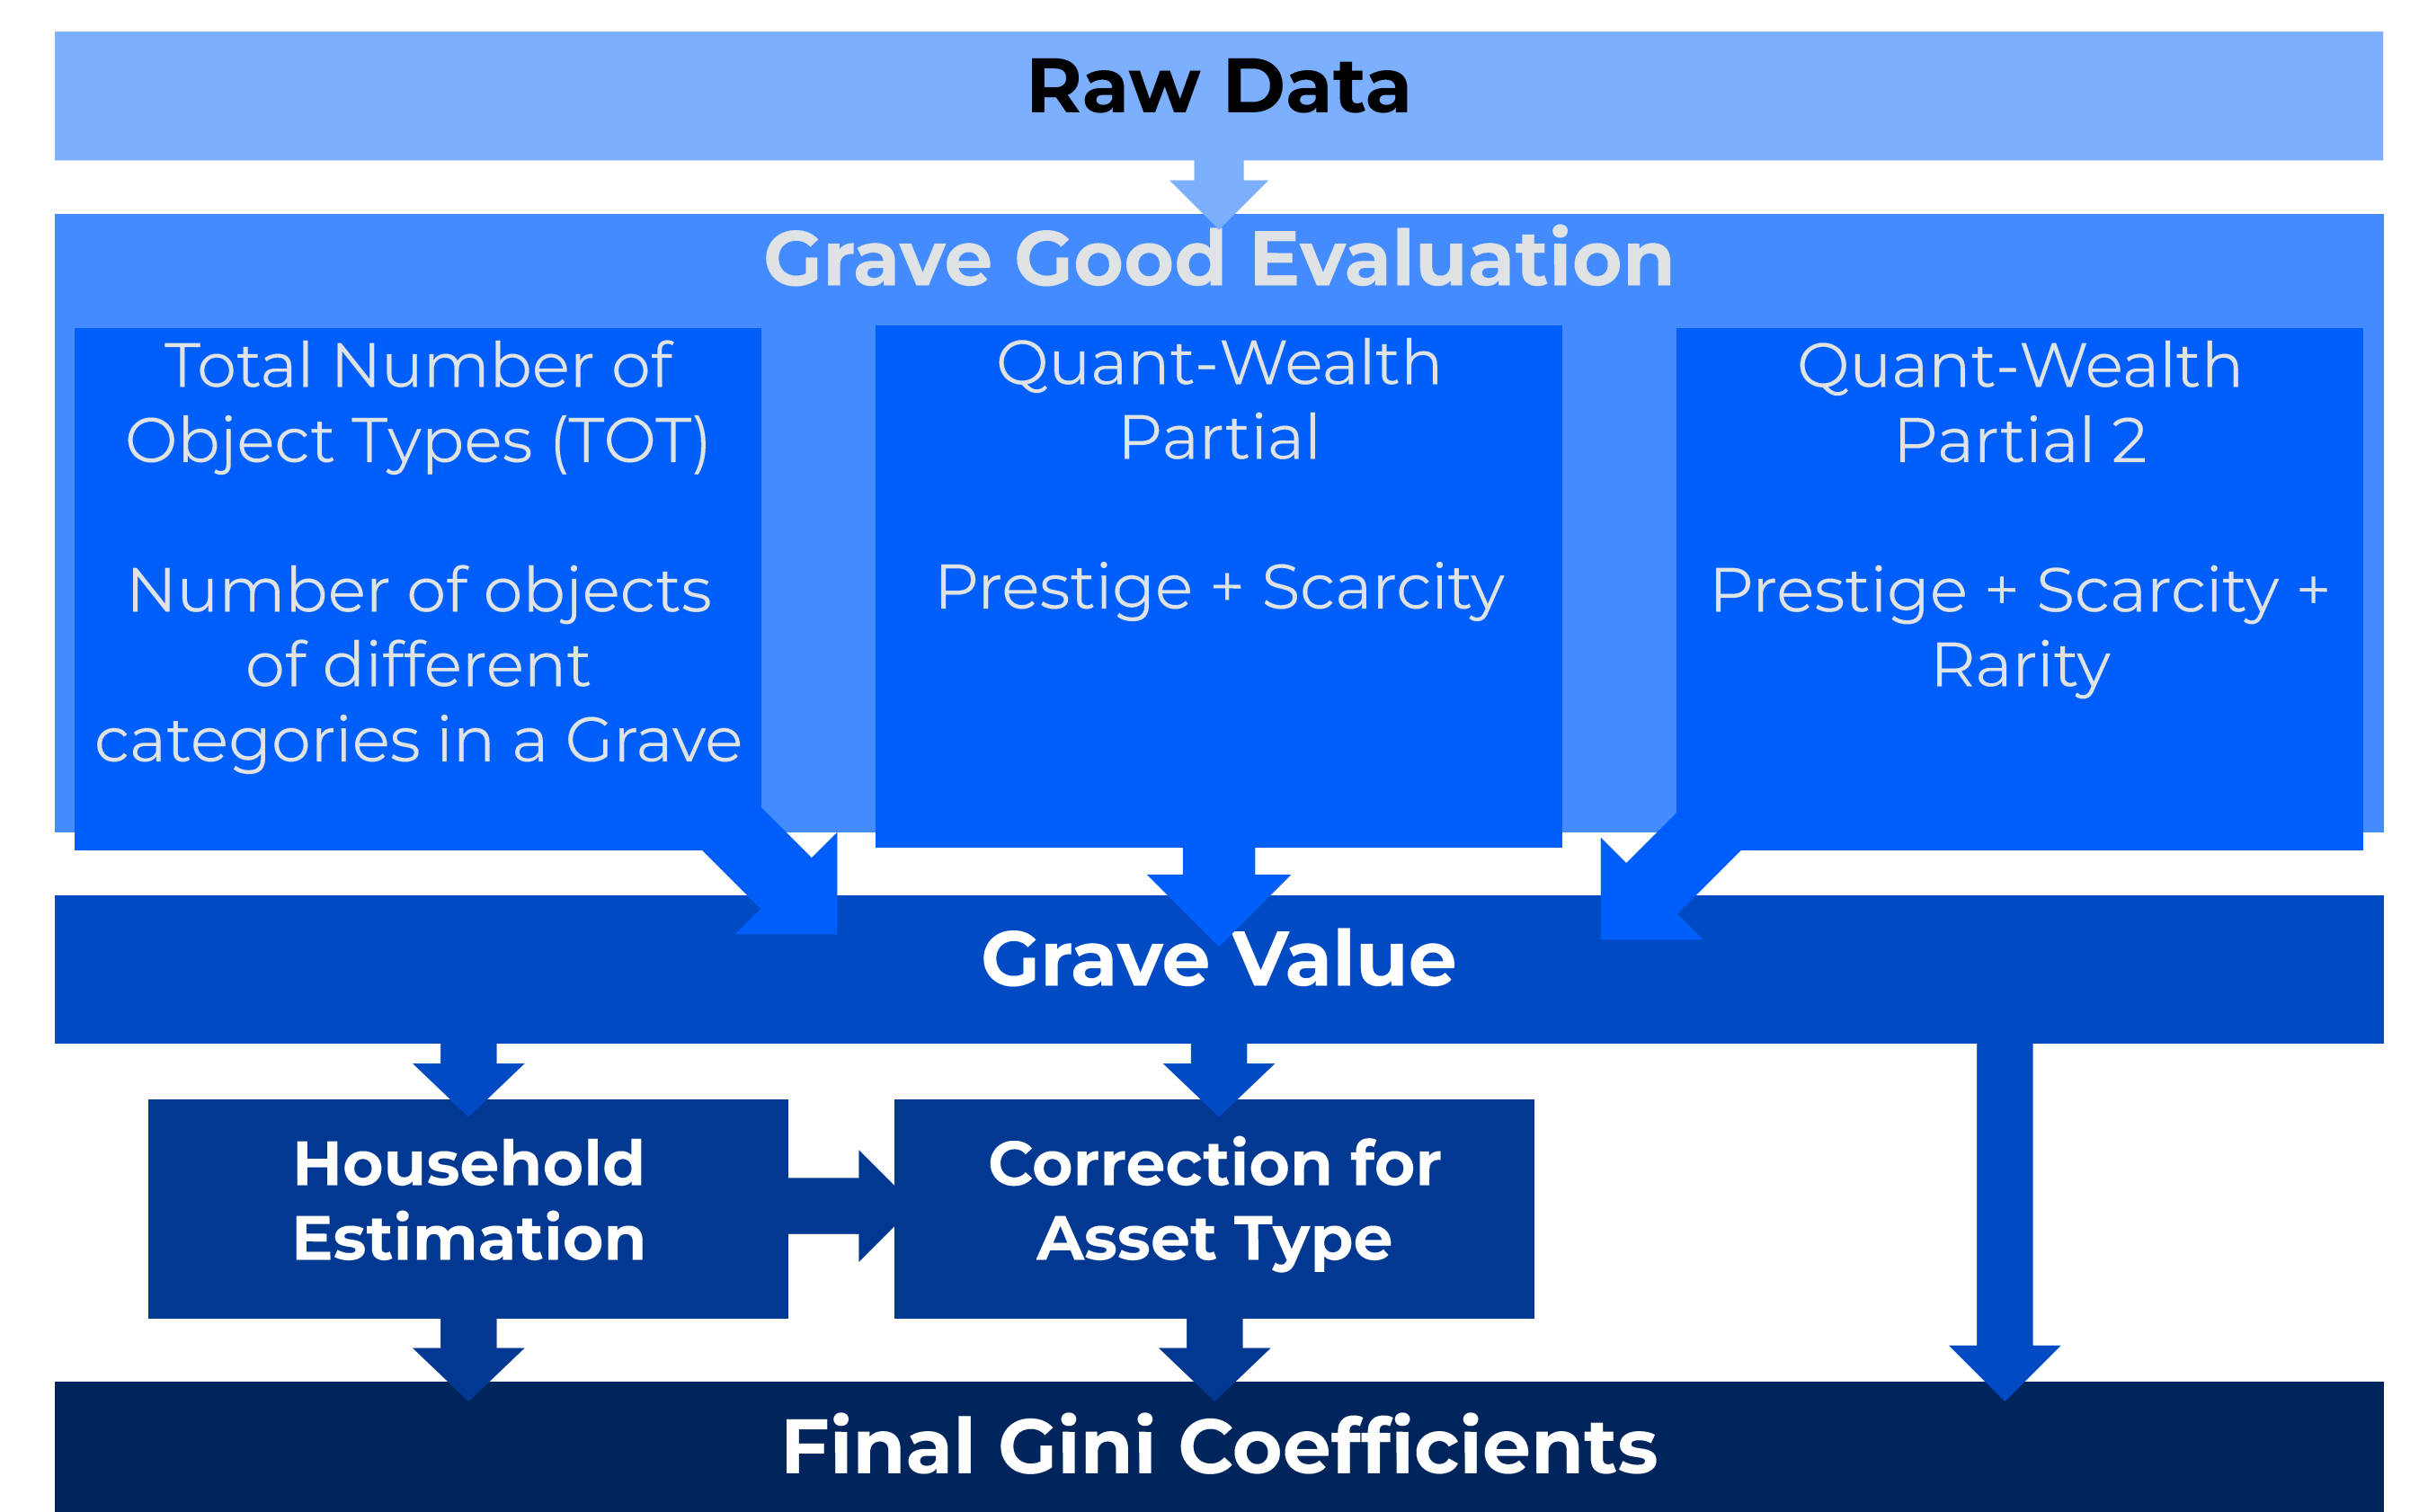 Raw Data
Grave Good Evaluation
Total Number of
Object Types (TOT)
Number of objects
of different
categories in a Grave
Quant-Wealth
Partial
Prestige + Scarcity
Quant-Wealth
Partial 2
Prestige + Scarcity +
Rarity
Grave Value
Household
Estimation
Correction for
Asset Type
Final Gini Coefficients